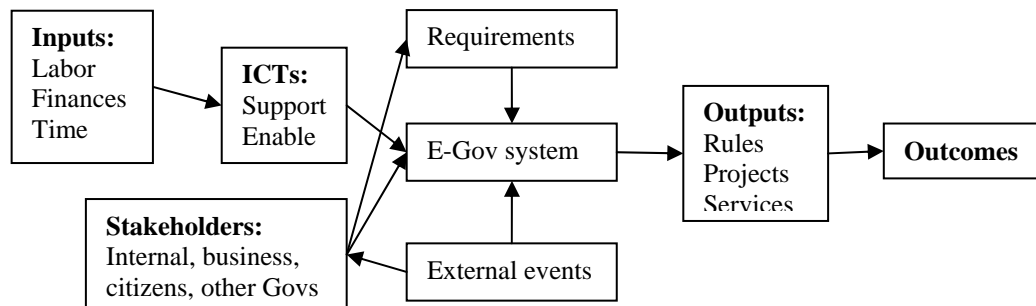 Inputs:
Labor
Finances
Time
ICTs:
Support
Enable
Requirements
E-Gov system
Outputs:
Rules
Projects
Services
Outcomes
Stakeholders:
Internal, business,
citizens, other Govs
External events